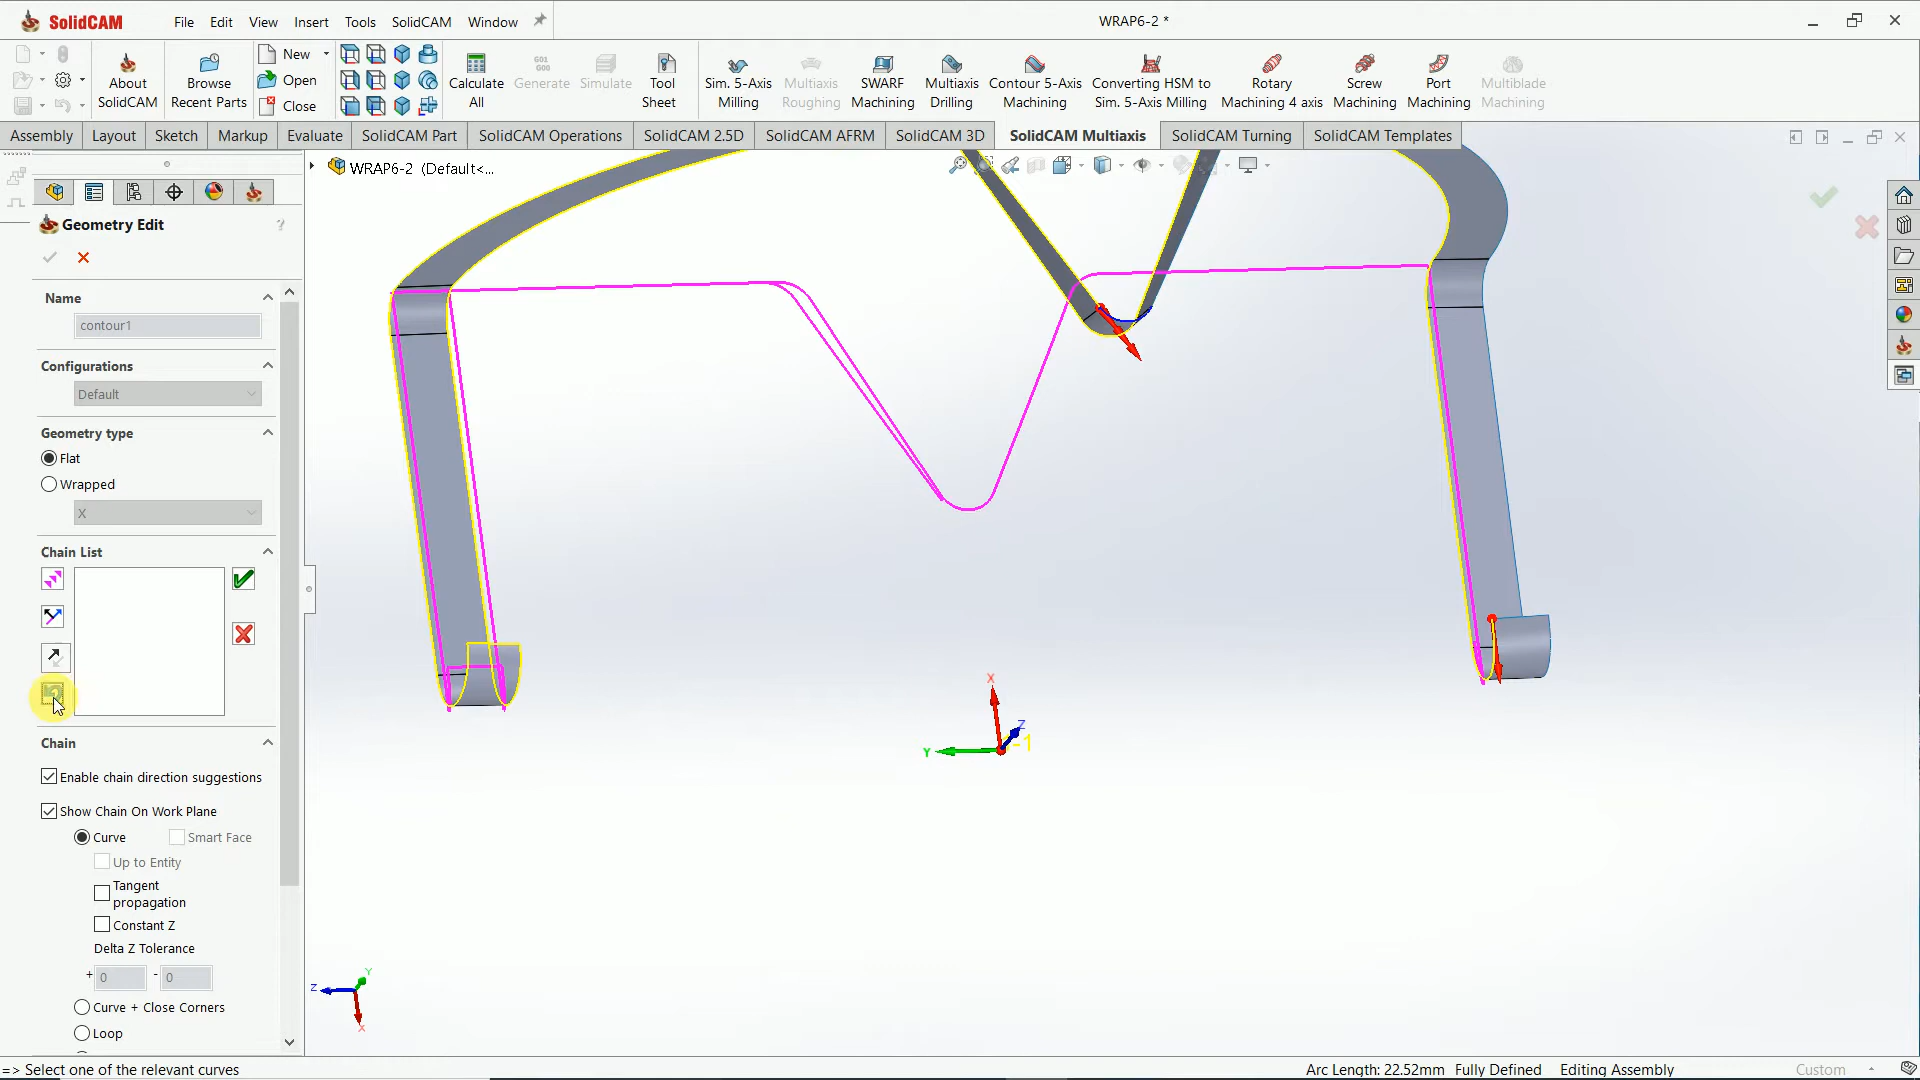 SolidCAM
File Edit View Insert Tools SolidCAM Window
WRAP6-2 *
About SolidCAM
Browse Recent Parts
New
Open
Close
Calculate All
G01
G00
Generate
Simulate
Tool Sheet
Sim. 5-Axis Milling
Multiaxis Roughing
SWARF Machining
Multiaxis Drilling
Contour 5-Axis Machining
Converting HSM to Sim. 5-Axis Milling
Rotary Machining 4 axis
Screw Machining
Port Machining
Multiblade Machining
Assembly Layout Sketch Markup Evaluate SolidCAM Part SolidCAM Operations SolidCAM 2.5D SolidCAM AFRM SolidCAM 3D SolidCAM Multiaxis SolidCAM Turning SolidCAM Templates
WRAP6-2 (Default<...
Geometry Edit
?
Name
contour1
Configurations
Default
Geometry type
Flat
Wrapped
X
Chain List
Chain
Enable chain direction suggestions
Show Chain On Work Plane
Curve Smart Face
Up to Entity
Tangent
propagation
Constant Z
Delta Z Tolerance
+ 0 - 0
Curve + Close Corners
Loop
X
Z
Y
-1
Y
Z
X
=> Select one of the relevant curves
Arc Length: 22.52mm Fully Defined Editing Assembly Custom